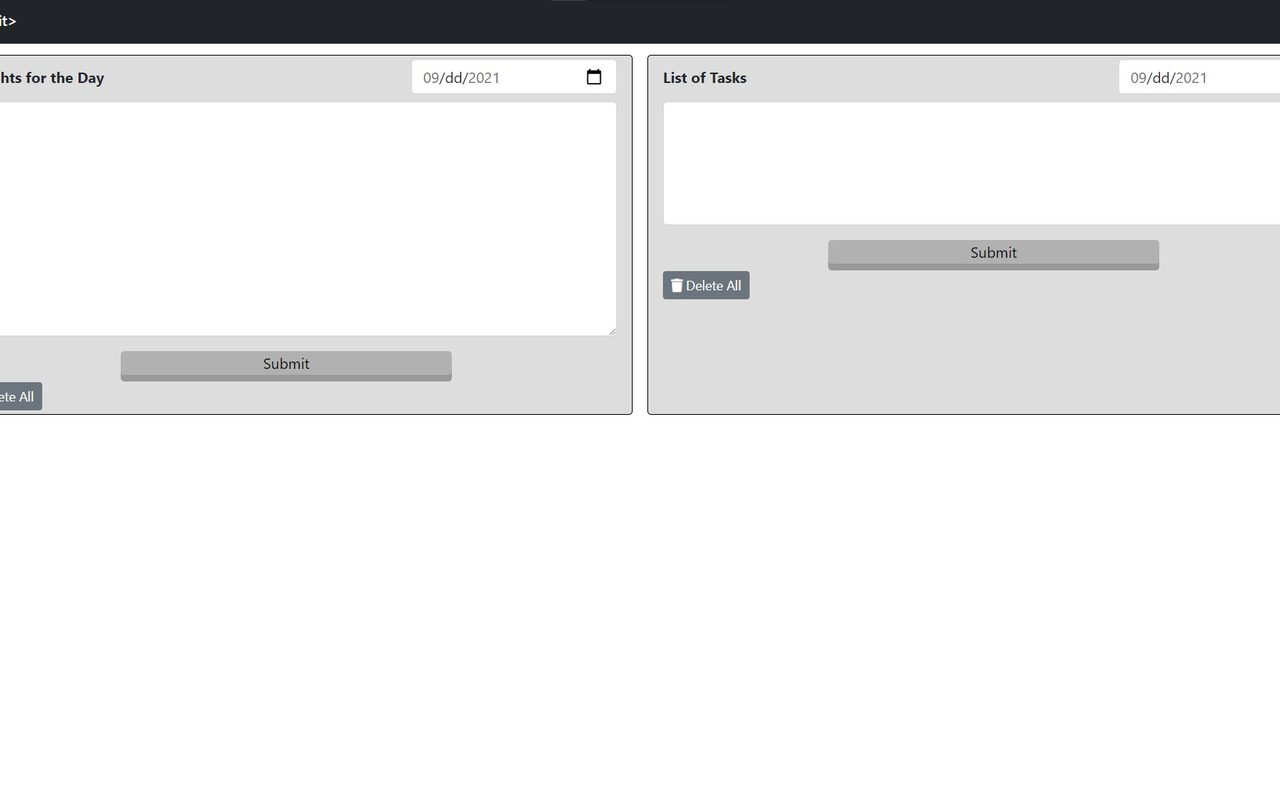 it>
hts for the Day
09/dd/2021
Submit
ete All
List of Tasks
09/dd/2021
Submit
Delete All